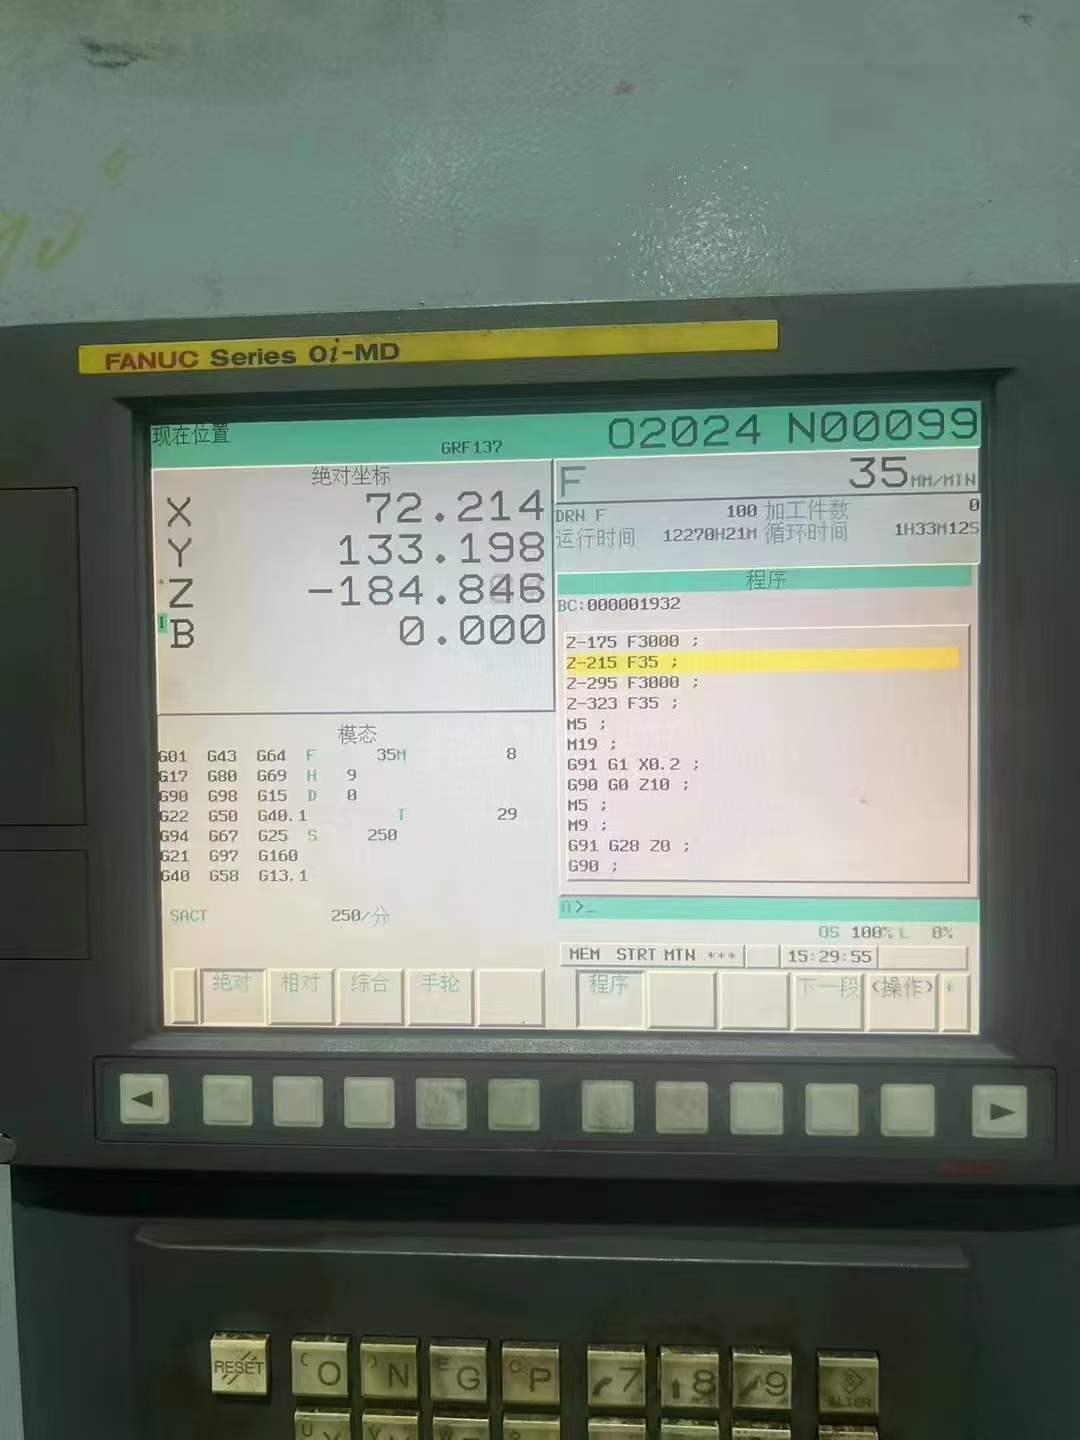 FANUC Series 0i-MD
现在位置
GRF137
O2024 N00099
绝对坐标
X 72.214
Y 133.198
*Z -184.846
I B 0.000
F 35 MM/MIN
DRN F 100 加工件数 0
运行时间 12270H21M 循环时间 1H33M12S
程序
BC:000001932
Z-175 F3000 ;
Z-215 F35 ;
Z-295 F3000 ;
Z-323 F35 ;
M5 ;
M19 ;
G91 G1 X0.2 ;
G90 G0 Z10 ;
M5 ;
M9 ;
G91 G28 Z0 ;
G90 ;
模态
G01 G43 G64 F 35 M 8
G17 G80 G69 H 9
G90 G98 G15 D 0
G22 G50 G40.1 T 29
G94 G67 G25 S 250
G21 G97 G160
G40 G58 G13.1
SACT 250/分
A>_
OS 100% L 0%
MEM STRT MTN *** 15:29:55
绝对 相对 综合 手轮 程序 下一段 (操作) +
RESET (O )N EG CP 7 8 9 ALTER